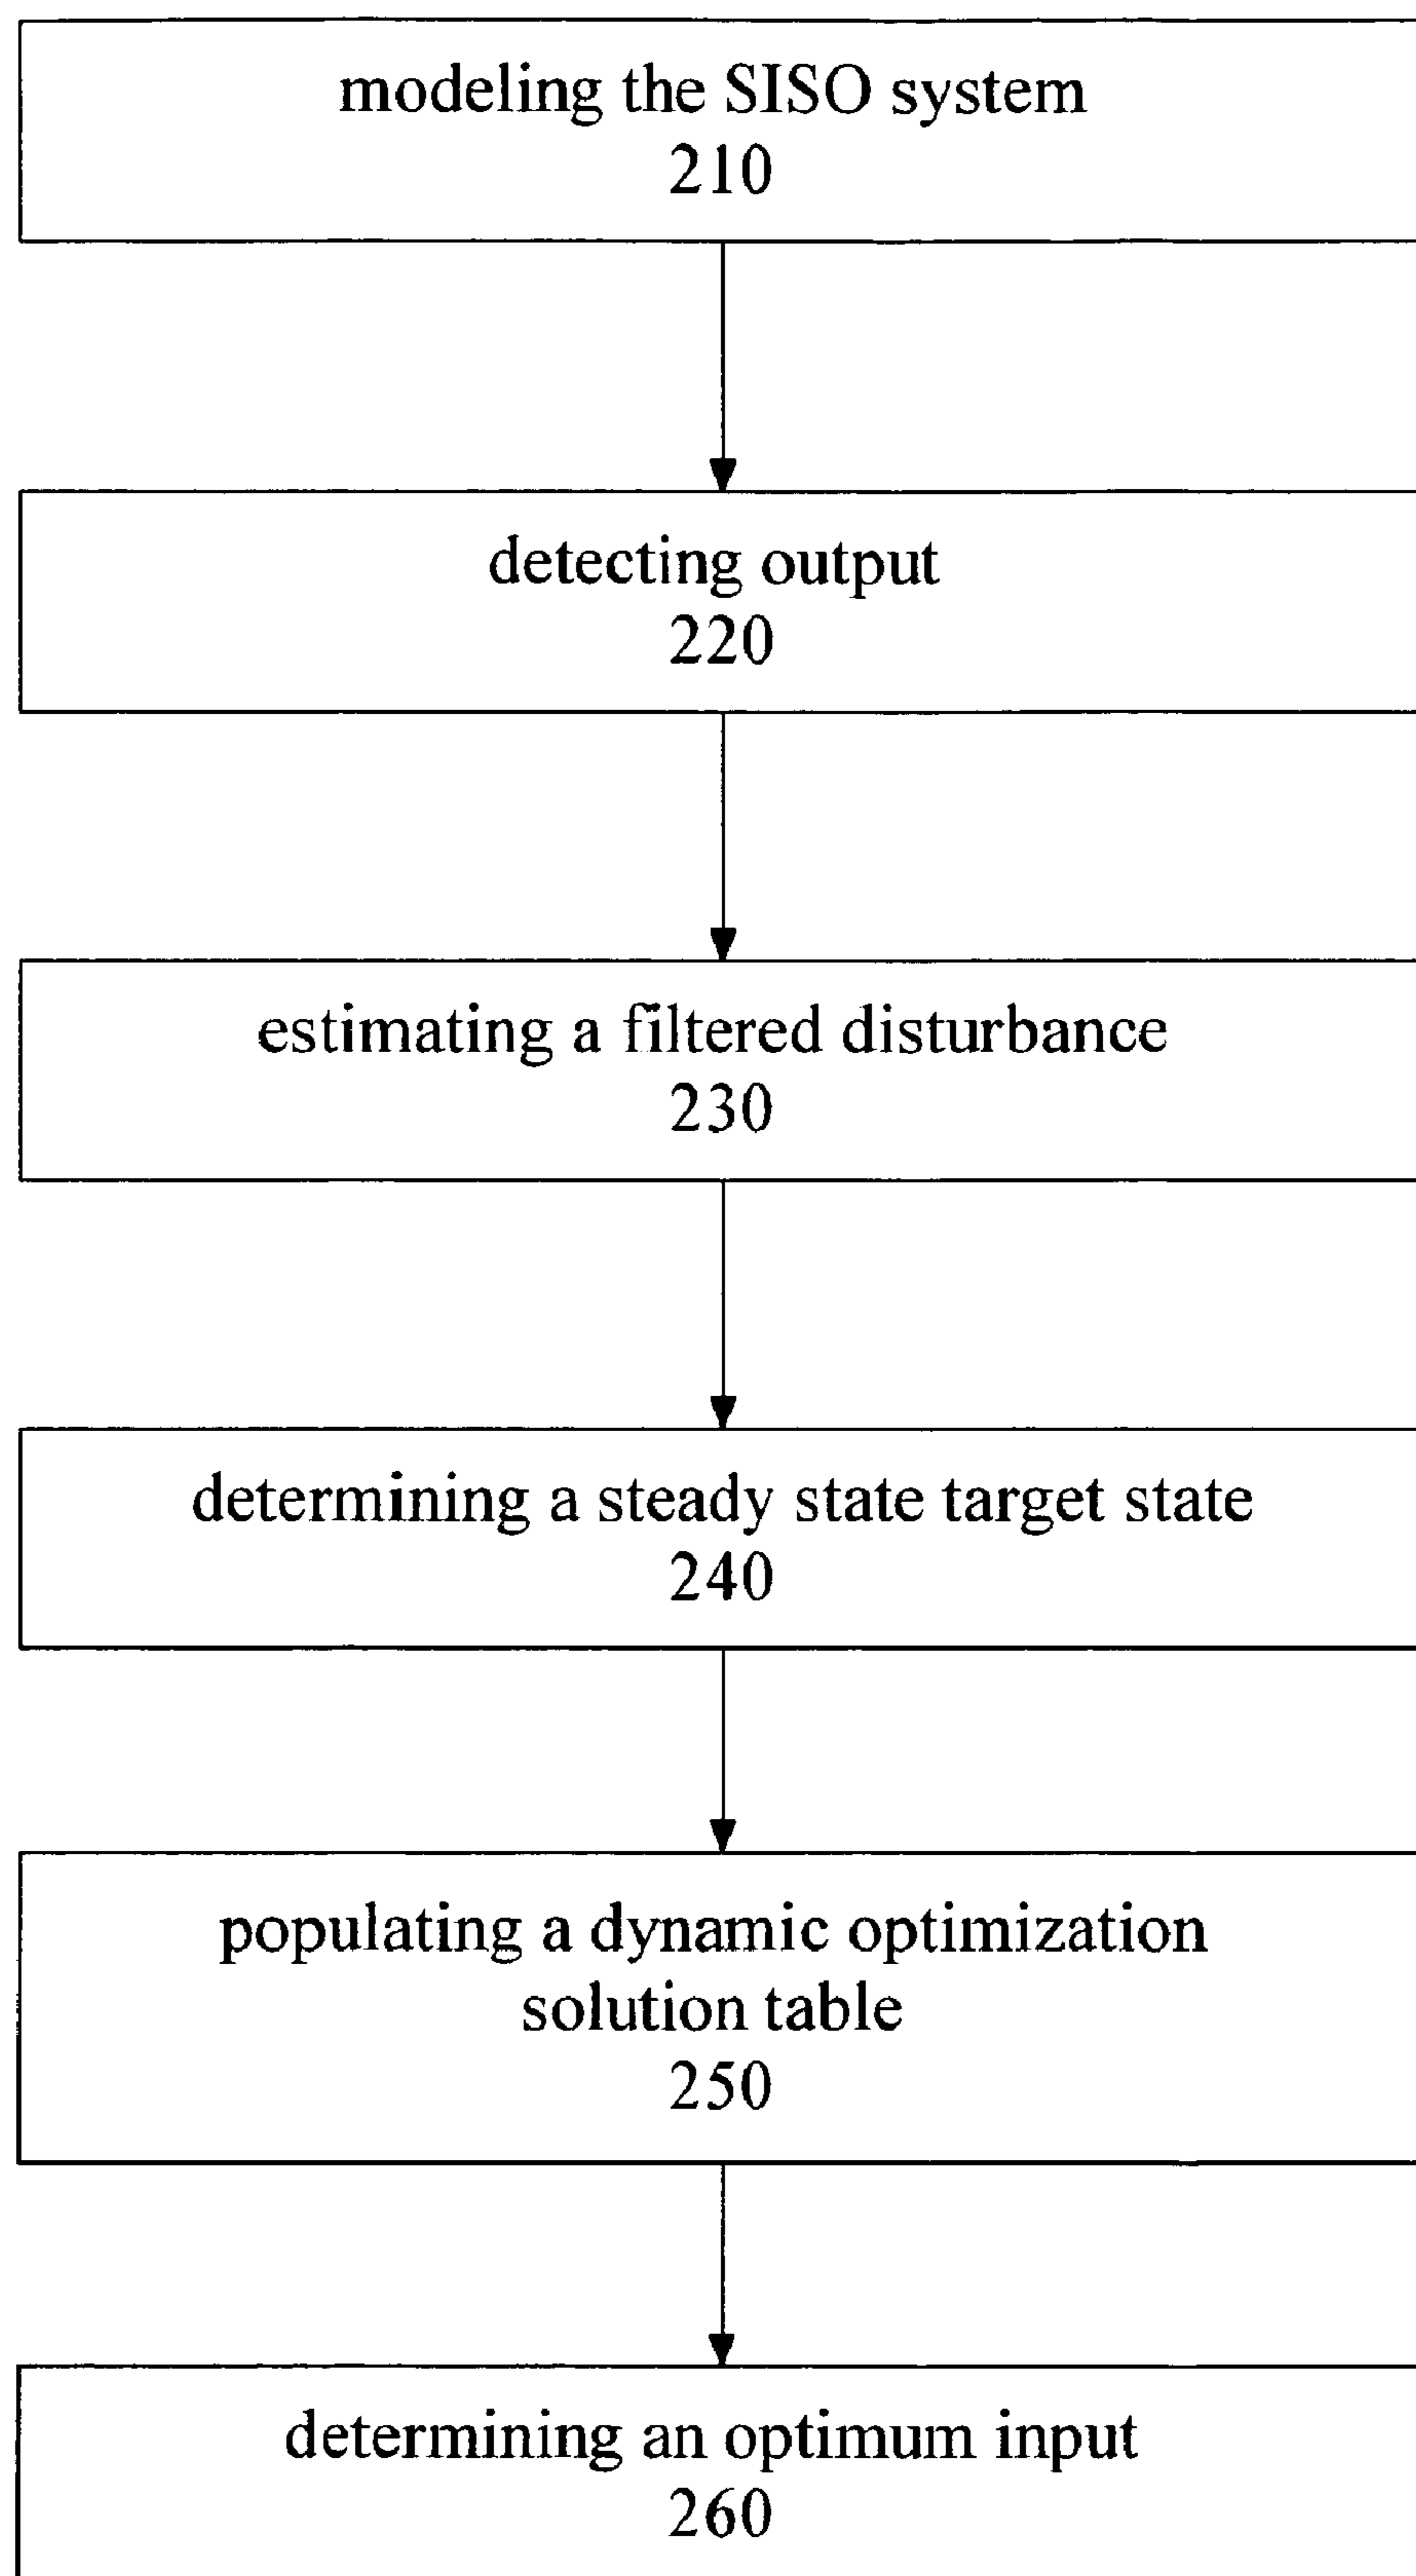 modeling the SISO system
210
detecting output
220
estimating a filtered disturbance
230
determining a steady state target state
240
populating a dynamic optimization
solution table
250
determining an optimum input
260